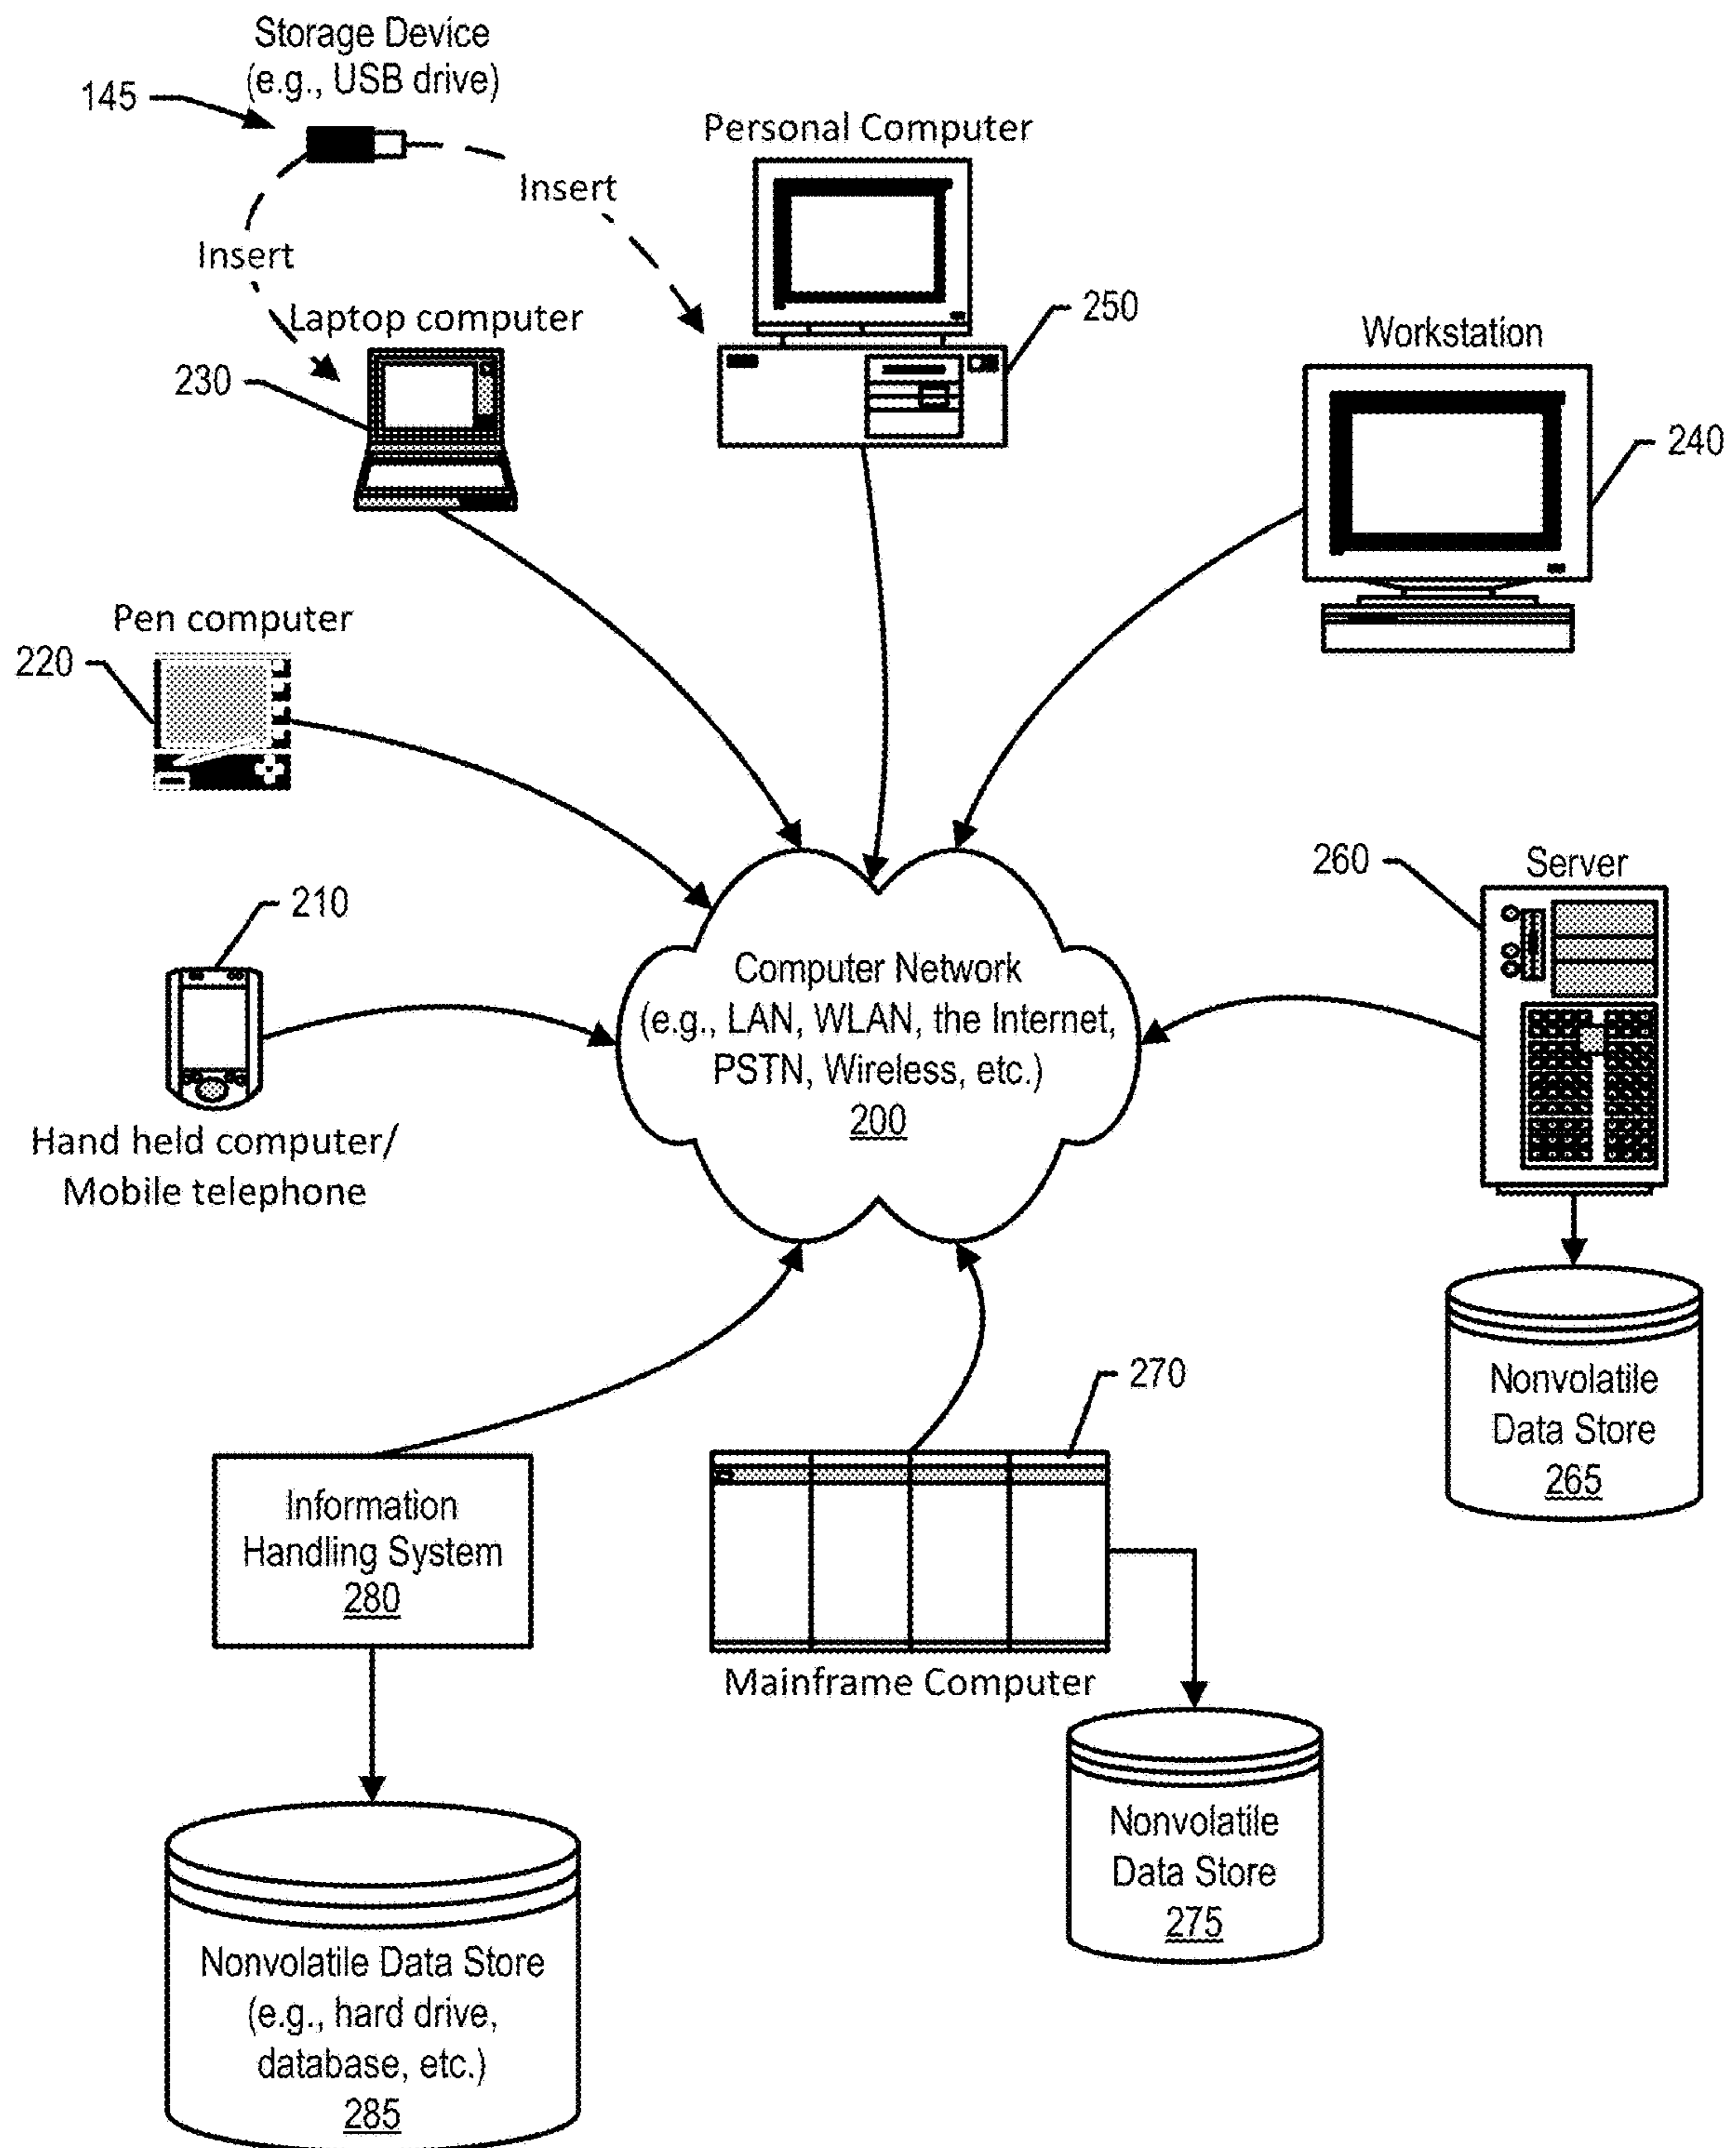 Storage Device
(e.g., USB drive)
145
Personal Computer
Insert
Insert
Laptop computer
250
Workstation
230
240
Pen computer
220
260
Server
210
Computer Network
(e.g., LAN, WLAN, the Internet,
PSTN, Wireless, etc.)
200
Hand held computer/
Mobile telephone
270
Nonvolatile
Data Store
265
Information
Handling System
280
Mainframe Computer
Nonvolatile
Data Store
275
Nonvolatile Data Store
(e.g., hard drive,
database, etc.)
285